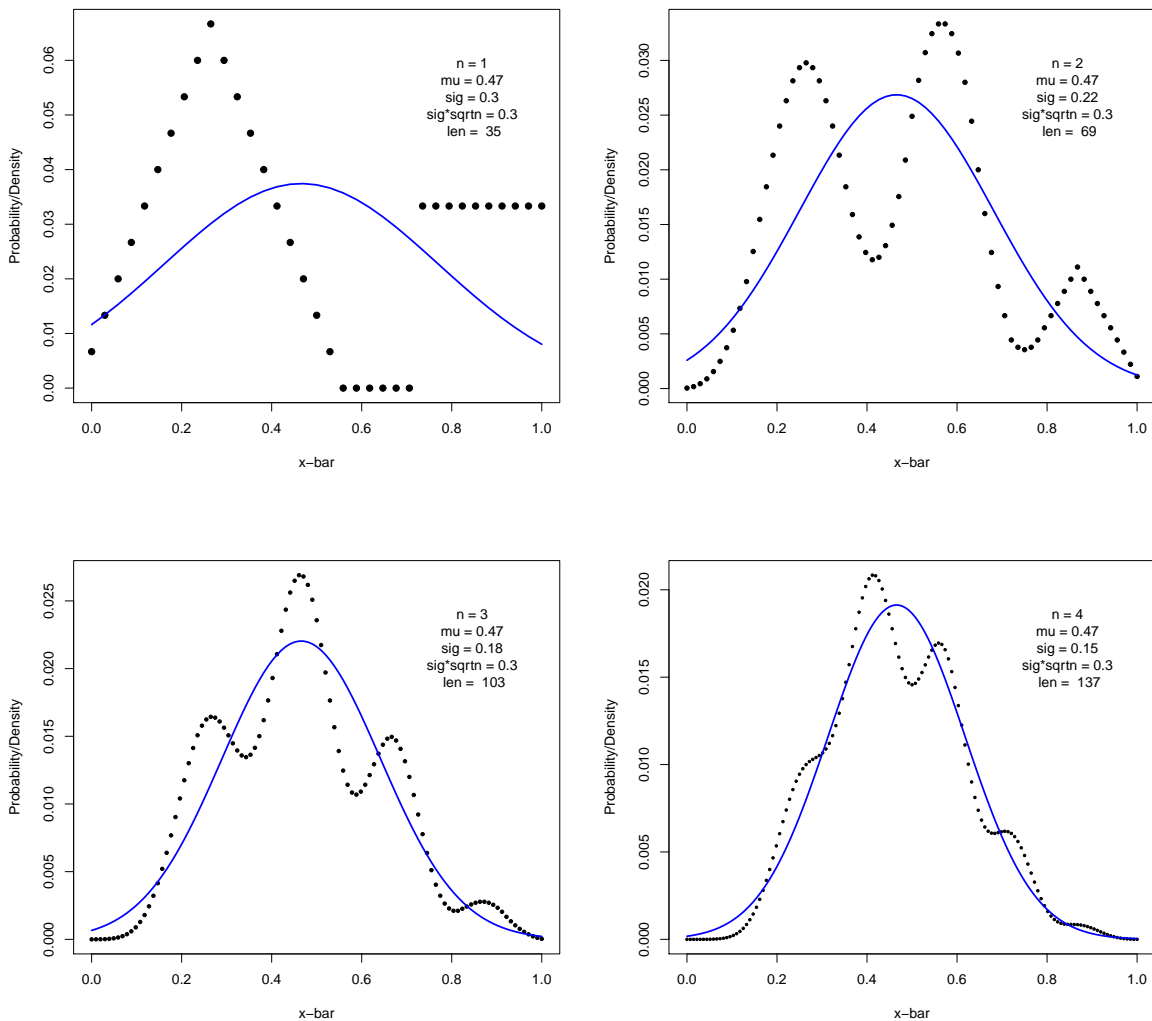 n = 1
mu = 0.47
sig = 0.3
sig*sqrtn = 0.3
len =  35
Probability/Density
0.00
0.01
0.02
0.03
0.04
0.05
0.06
0.0 0.2 0.4 0.6 0.8 1.0
x−bar
n = 2
mu = 0.47
sig = 0.22
sig*sqrtn = 0.3
len =  69
Probability/Density
0.000
0.005
0.010
0.015
0.020
0.025
0.030
0.0 0.2 0.4 0.6 0.8 1.0
x−bar
n = 3
mu = 0.47
sig = 0.18
sig*sqrtn = 0.3
len =  103
Probability/Density
0.000
0.005
0.010
0.015
0.020
0.025
0.0 0.2 0.4 0.6 0.8 1.0
x−bar
n = 4
mu = 0.47
sig = 0.15
sig*sqrtn = 0.3
len =  137
Probability/Density
0.000
0.005
0.010
0.015
0.020
0.0 0.2 0.4 0.6 0.8 1.0
x−bar